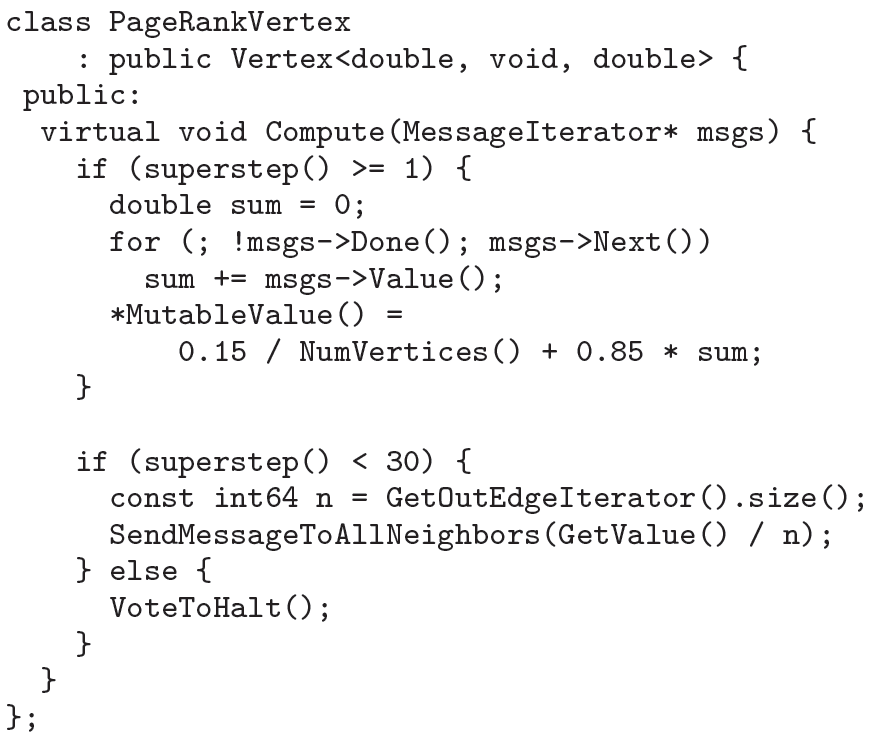 class PageRankVertex
    : public Vertex<double, void, double> {
 public:
  virtual void Compute(MessageIterator* msgs) {
    if (superstep() >= 1) {
      double sum = 0;
      for (; !msgs->Done(); msgs->Next())
        sum += msgs->Value();
      *MutableValue() =
          0.15 / NumVertices() + 0.85 * sum;
    }

    if (superstep() < 30) {
      const int64 n = GetOutEdgeIterator().size();
      SendMessageToAllNeighbors(GetValue() / n);
    } else {
      VoteToHalt();
    }
  }
};